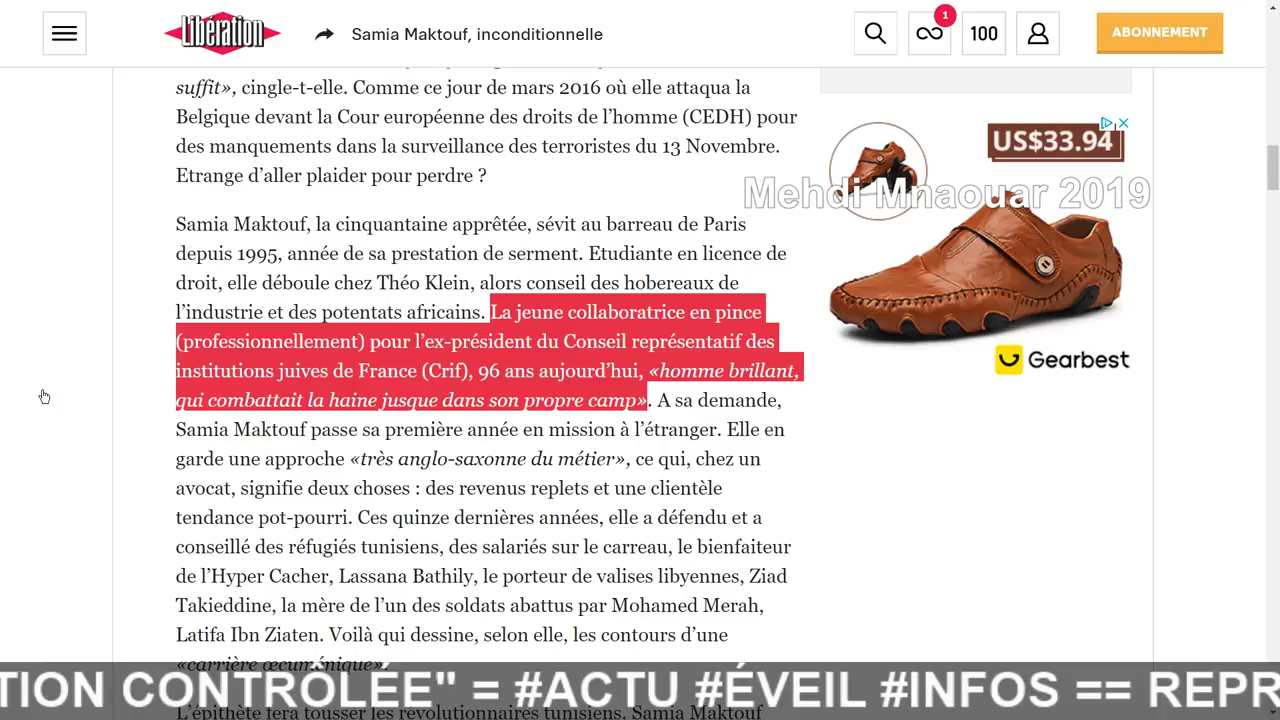 Libération
Samia Maktouf, inconditionnelle
1
100
ABONNEMENT
suffit», cingle-t-elle. Comme ce jour de mars 2016 où elle attaqua la
Belgique devant la Cour européenne des droits de l’homme (CEDH) pour
des manquements dans la surveillance des terroristes du 13 Novembre.
Etrange d’aller plaider pour perdre ?
Samia Maktouf, la cinquantaine apprêtée, sévit au barreau de Paris
depuis 1995, année de sa prestation de serment. Etudiante en licence de
droit, elle déboule chez Théo Klein, alors conseil des hobereaux de
l’industrie et des potentats africains. La jeune collaboratrice en pince
(professionnellement) pour l’ex-président du Conseil représentatif des
institutions juives de France (Crif), 96 ans aujourd’hui, «homme brillant,
qui combattait la haine jusque dans son propre camp». A sa demande,
Samia Maktouf passe sa première année en mission à l’étranger. Elle en
garde une approche «très anglo-saxonne du métier», ce qui, chez un
avocat, signifie deux choses : des revenus replets et une clientèle
tendance pot-pourri. Ces quinze dernières années, elle a défendu et a
conseillé des réfugiés tunisiens, des salariés sur le carreau, le bienfaiteur
de l’Hyper Cacher, Lassana Bathily, le porteur de valises libyennes, Ziad
Takieddine, la mère de l’un des soldats abattus par Mohamed Merah,
Latifa Ibn Ziaten. Voilà qui dessine, selon elle, les contours d’une
«carrière œcuménique».
L’épithète fera tousser les révolutionnaires tunisiens. Samia Maktouf
US$33.94
Mehdi Mnaouar 2019
Gearbest
TION CONTRÔLÉE" = #ACTU #ÉVEIL #INFOS == REPR